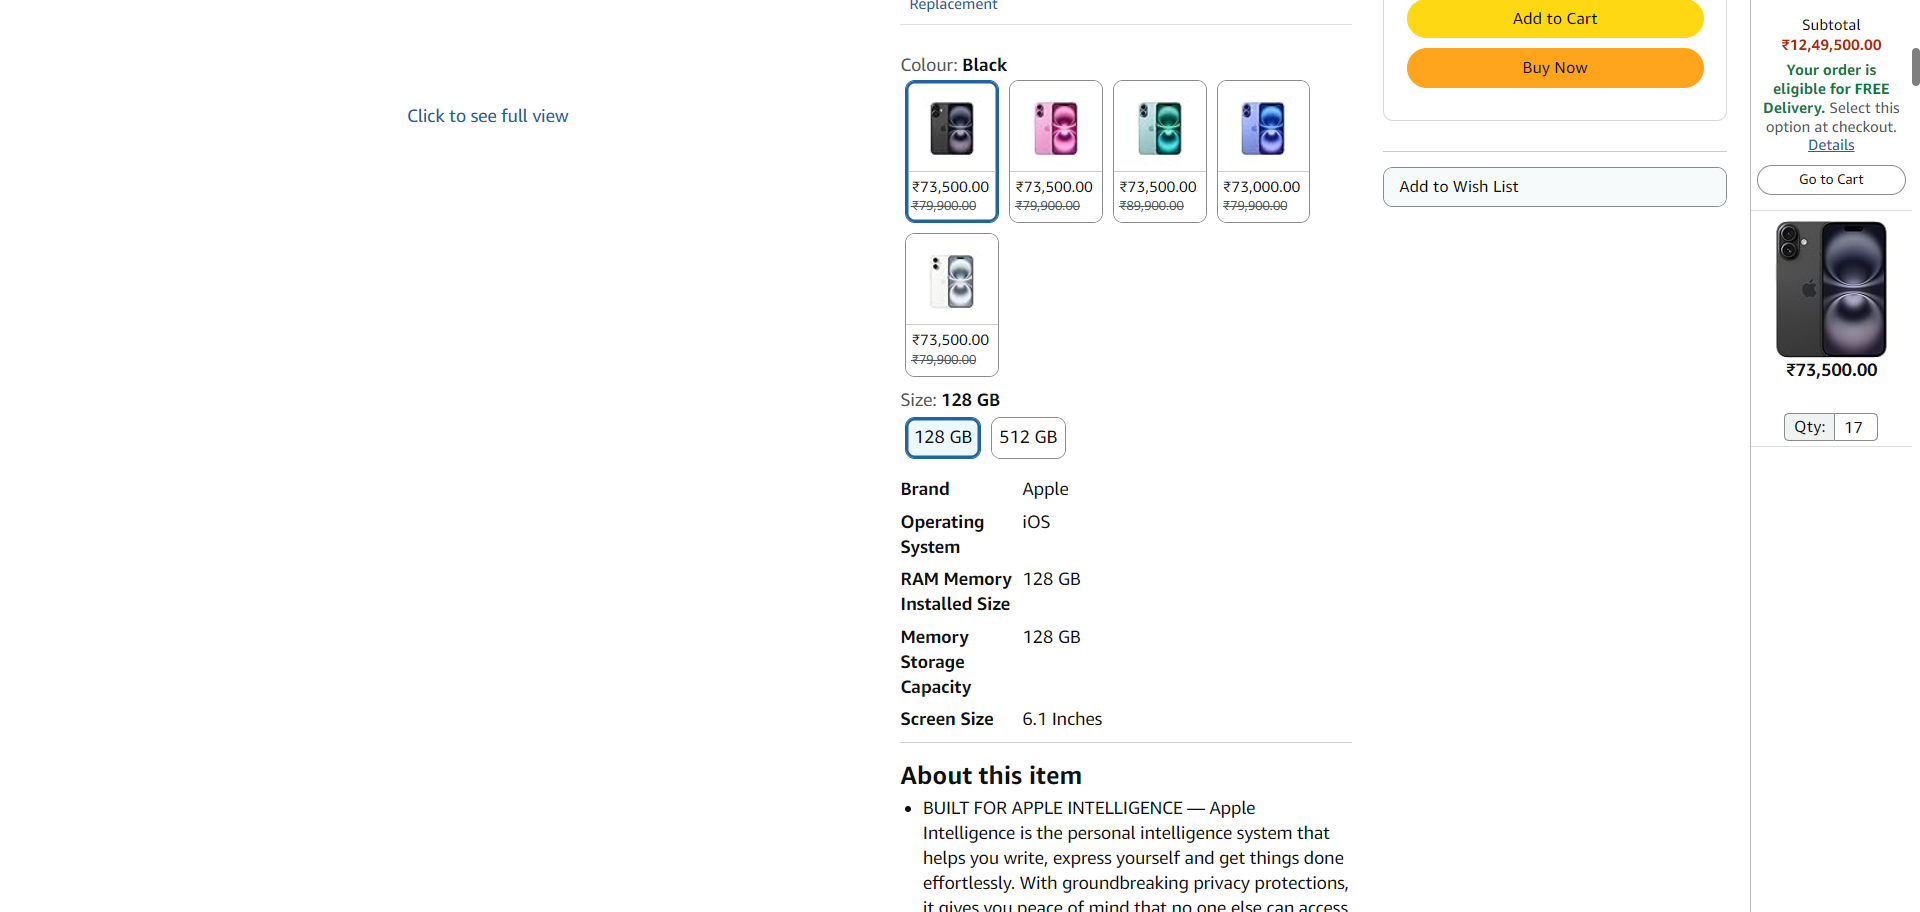 Replacement
Colour: Black
₹73,500.00
₹79,900.00
₹73,500.00
₹79,900.00
₹73,500.00
₹89,900.00
₹73,000.00
₹79,900.00
₹73,500.00
₹79,900.00
Size: 128 GB
128 GB
512 GB
Brand Apple
Operating iOS
System
RAM Memory 128 GB
Installed Size
Memory 128 GB
Storage
Capacity
Screen Size 6.1 Inches
About this item
BUILT FOR APPLE INTELLIGENCE — Apple
Intelligence is the personal intelligence system that
helps you write, express yourself and get things done
effortlessly. With groundbreaking privacy protections,
it gives you peace of mind that no one else can access
Click to see full view
Add to Cart
Buy Now
Add to Wish List
Subtotal
₹12,49,500.00
Your order is
eligible for FREE
Delivery. Select this
option at checkout.
Details
Go to Cart
₹73,500.00
Qty: 17